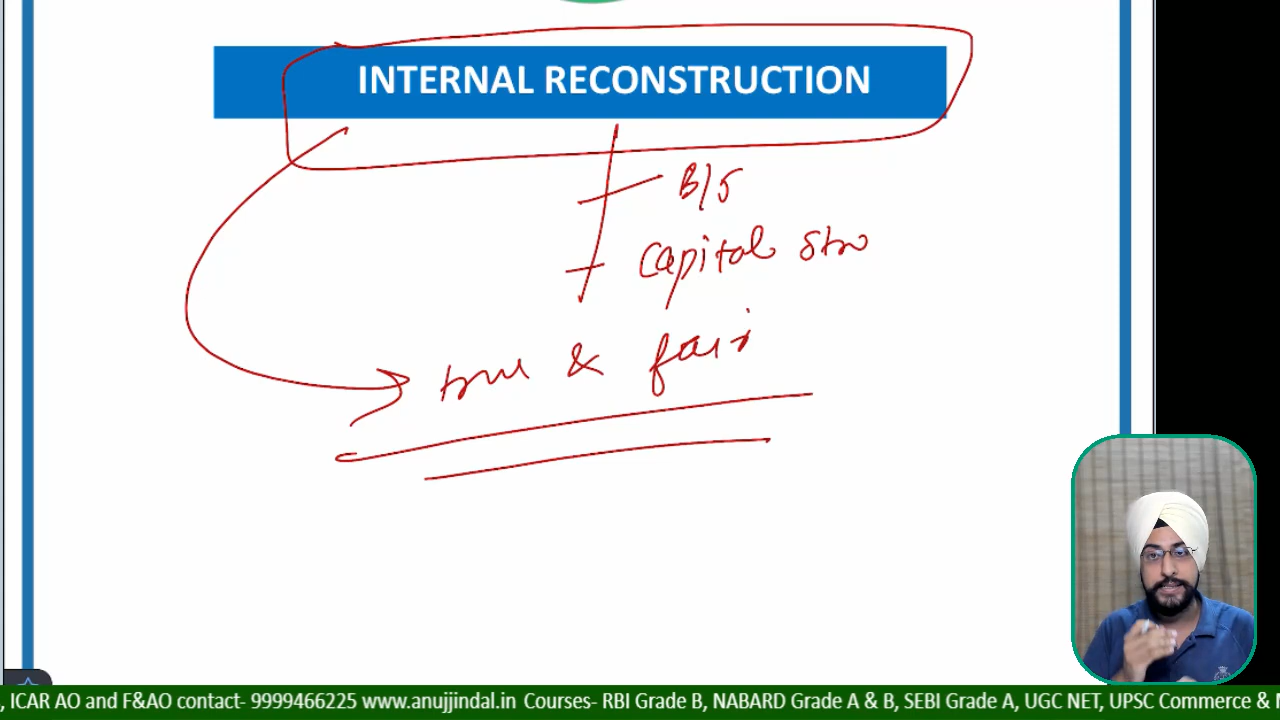 INTERNAL RECONSTRUCTION
B/S
Capital Str
true & fair
, ICAR AO and F&AO contact- 9999466225 www.anujjindal.in Courses- RBI Grade B, NABARD Grade A & B, SEBI Grade A, UGC NET, UPSC Commerce &